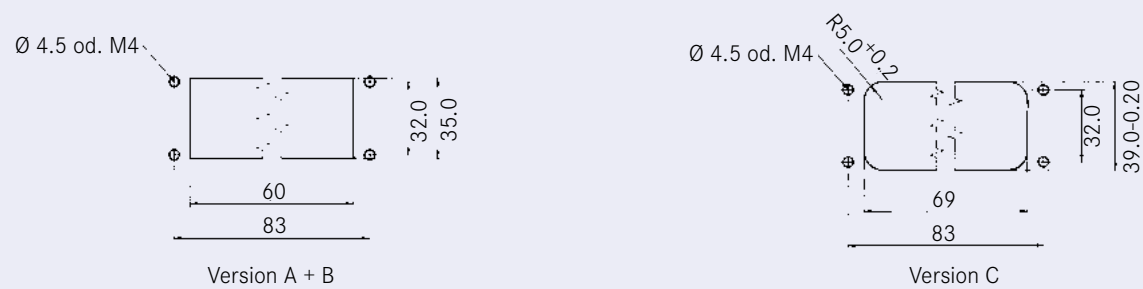 Ø 4.5 od. M4
32.0
35.0
60
83
Version A + B
Ø 4.5 od. M4
R5.0+0.2
32.0
39.0-0.20
69
83
Version C